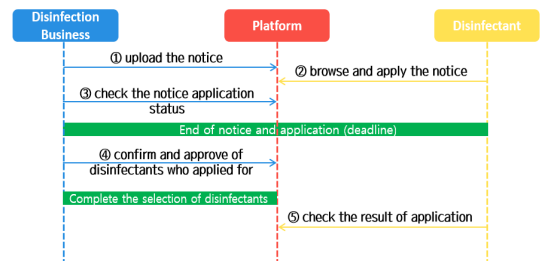 Disinfection
Business
Platform
Disinfectant
① upload the notice
② browse and apply the notice
③ check the notice application
status
End of notice and application (deadline)
④ confirm and approve of
disinfectants who applied for
Complete the selection of disinfectants
⑤ check the result of application